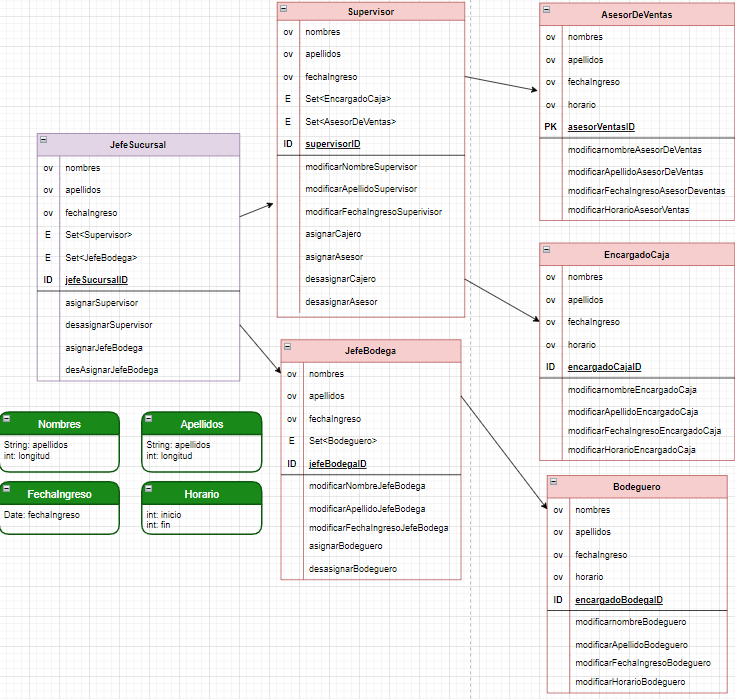 JefeSucursal
ov nombres
ov apellidos
ov fechaIngreso
E Set<Supervisor>
E Set<JefeBodega>
ID jefeSucursalID
asignarSupervisor
desasignarSupervisor
asignarJefeBodega
desAsignarJefeBodega
Nombres
String: apellidos
int: longitud
Apellidos
String: apellidos
int: longitud
FechaIngreso
Date: fechaIngreso
Horario
int: inicio
int: fin
Supervisor
ov nombres
ov apellidos
ov fechaIngreso
E Set<EncargadoCaja>
E Set<AsesorDeVentas>
ID supervisorID
modificarNombreSupervisor
modificarApellidoSupervisor
modificarFechaIngresoSuperivisor
asignarCajero
asignarAsesor
desasignarCajero
desasignarAsesor
JefeBodega
ov nombres
ov apellidos
ov fechaIngreso
E Set<Bodeguero>
ID jefeBodegaID
modificarNombreJefeBodega
modificarApellidoJefeBodega
modificarFechaIngresoJefeBodega
asignarBodeguero
desasignarBodeguero
AsesorDeVentas
ov nombres
ov apellidos
ov fechaIngreso
ov horario
PK asesorVentasID
modificarnombreAsesorDeVentas
modificarApellidoAsesorDeVentas
modificarFechaIngresoAsesorDeventas
modificarHorarioAsesorVentas
EncargadoCaja
ov nombres
ov apellidos
ov fechaIngreso
ov horario
ID encargadoCajaID
modificarnombreEncargadoCaja
modificarApellidoEncargadoCaja
modificarFechaIngresoEncargadoCaja
modificarHorarioEncargadoCaja
Bodeguero
ov nombres
ov apellidos
ov fechaIngreso
ov horario
ID encargadoBodegaID
modificarnombreBodeguero
modificarApellidoBodeguero
modificarFechaIngresoBodeguero
modificarHorarioBodeguero